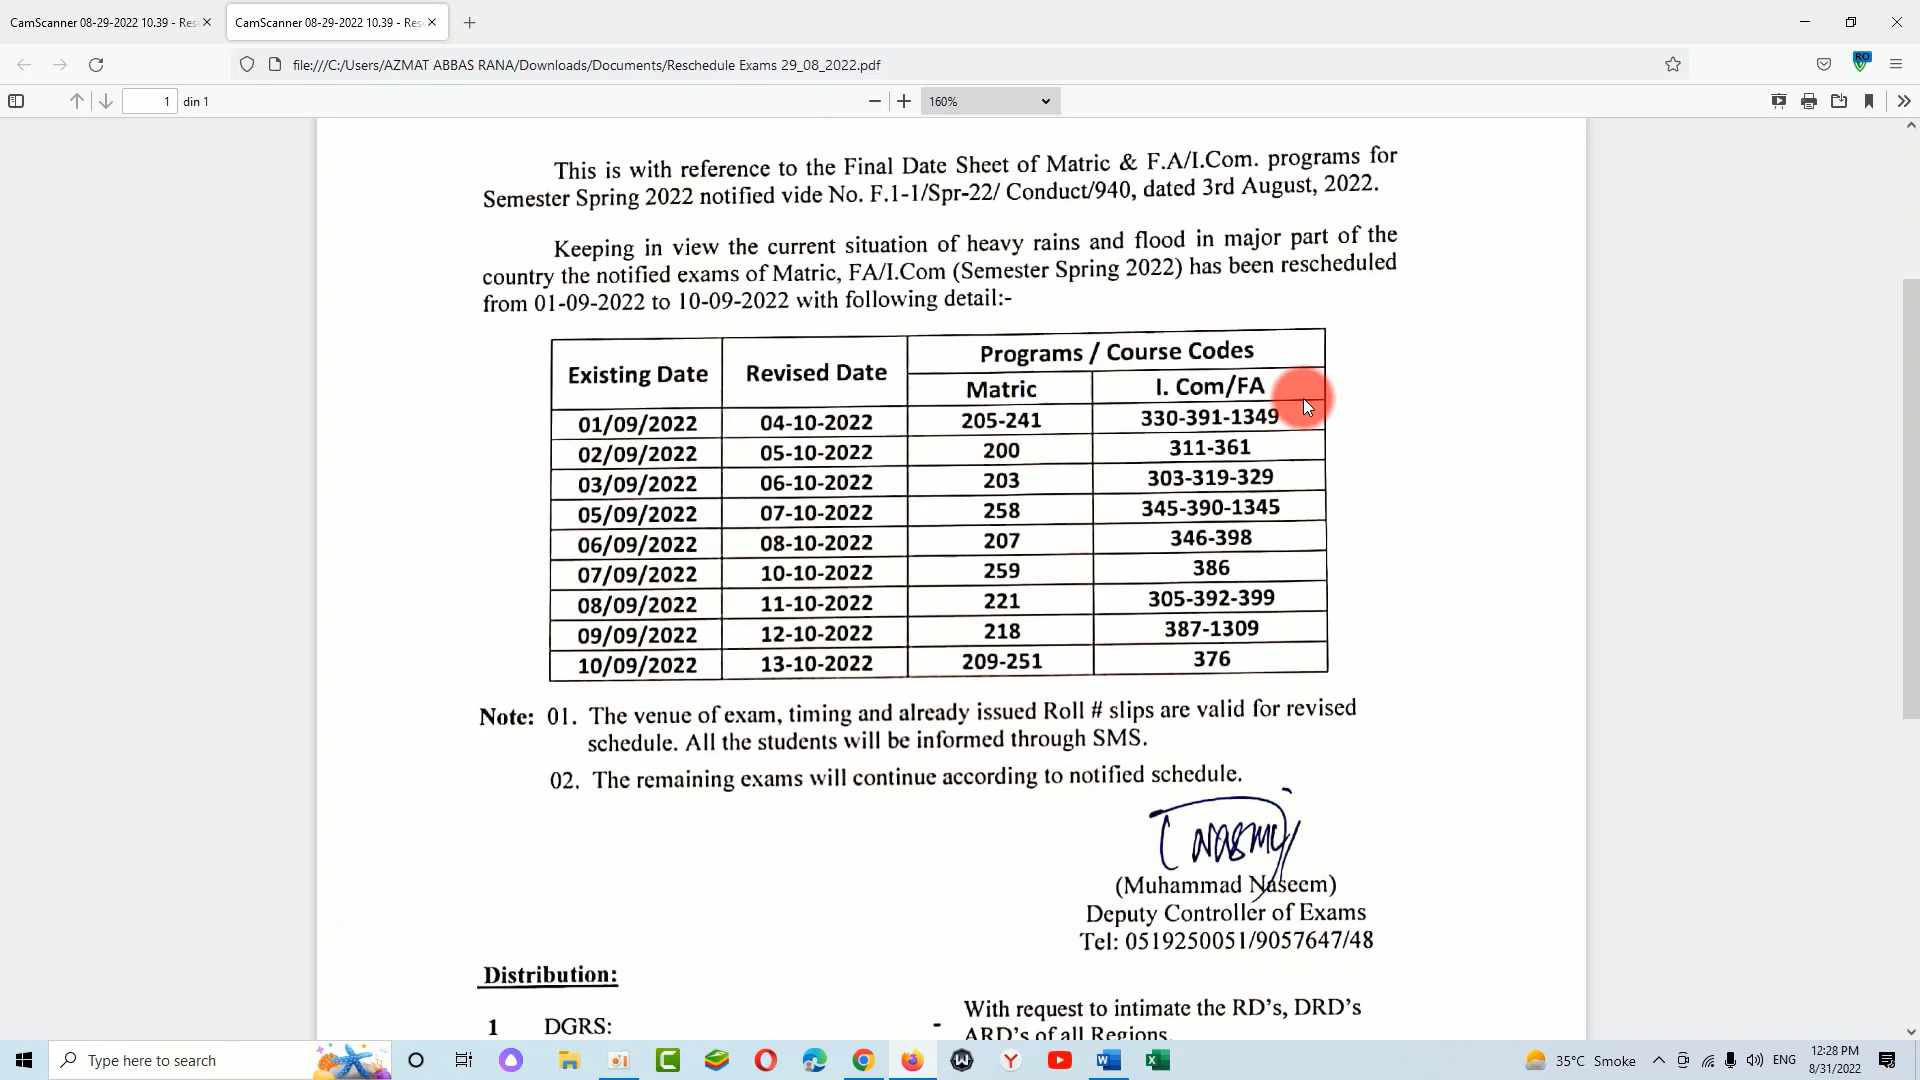 CamScanner 08-29-2022 10.39 - Res
CamScanner 08-29-2022 10.39 - Res
file:///C:/Users/AZMAT ABBAS RANA/Downloads/Documents/Reschedule Exams 29_08_2022.pdf
RO
1 din 1
160%
This is with reference to the Final Date Sheet of Matric & F.A/I.Com. programs for
Semester Spring 2022 notified vide No. F.1-1/Spr-22/ Conduct/940, dated 3rd August, 2022.
Keeping in view the current situation of heavy rains and flood in major part of the
country the notified exams of Matric, FA/I.Com (Semester Spring 2022) has been rescheduled
from 01-09-2022 to 10-09-2022 with following detail:-
Existing Date Revised Date Programs / Course Codes
Matric I. Com/FA
01/09/2022 04-10-2022 205-241 330-391-1349
02/09/2022 05-10-2022 200 311-361
03/09/2022 06-10-2022 203 303-319-329
05/09/2022 07-10-2022 258 345-390-1345
06/09/2022 08-10-2022 207 346-398
07/09/2022 10-10-2022 259 386
08/09/2022 11-10-2022 221 305-392-399
09/09/2022 12-10-2022 218 387-1309
10/09/2022 13-10-2022 209-251 376
Note: 01. The venue of exam, timing and already issued Roll # slips are valid for revised
schedule. All the students will be informed through SMS.
02. The remaining exams will continue according to notified schedule.
(Muhammad Naseem)
Deputy Controller of Exams
Tel: 0519250051/9057647/48
Distribution:
1 DGRS: - With request to intimate the RD's, DRD's
ARD's of all Regions.
Type here to search
35°C Smoke
ENG
12:28 PM
8/31/2022